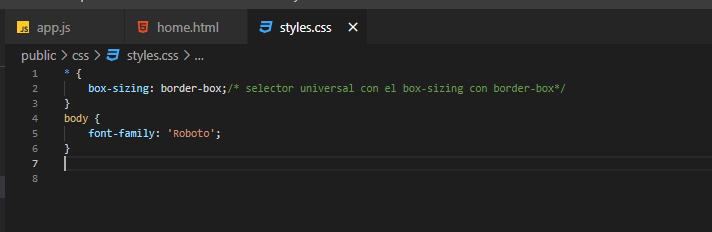 JS app.js home.html styles.css ×
public > css > styles.css > ...
1 * {
2 box-sizing: border-box;/* selector universal con el box-sizing con border-box*/
3 }
4 body {
5 font-family: 'Roboto';
6 }
7
8